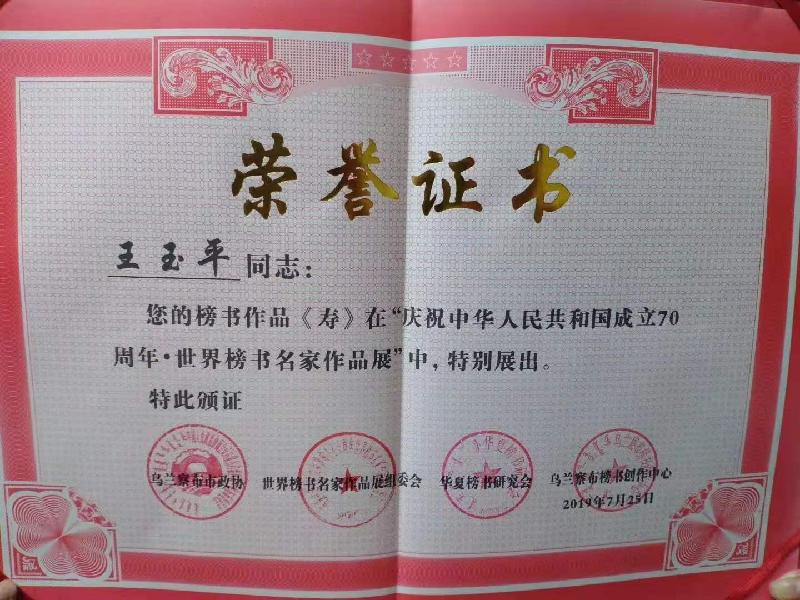 荣誉证书
王玉平 同志：
您的榜书作品《寿》在“庆祝中华人民共和国成立70
周年·世界榜书名家作品展”中，特别展出。
特此颁证
乌兰察布市政协 世界榜书名家作品展组委会 华夏榜书研究会 乌兰察布榜书创作中心
2019年7月25日